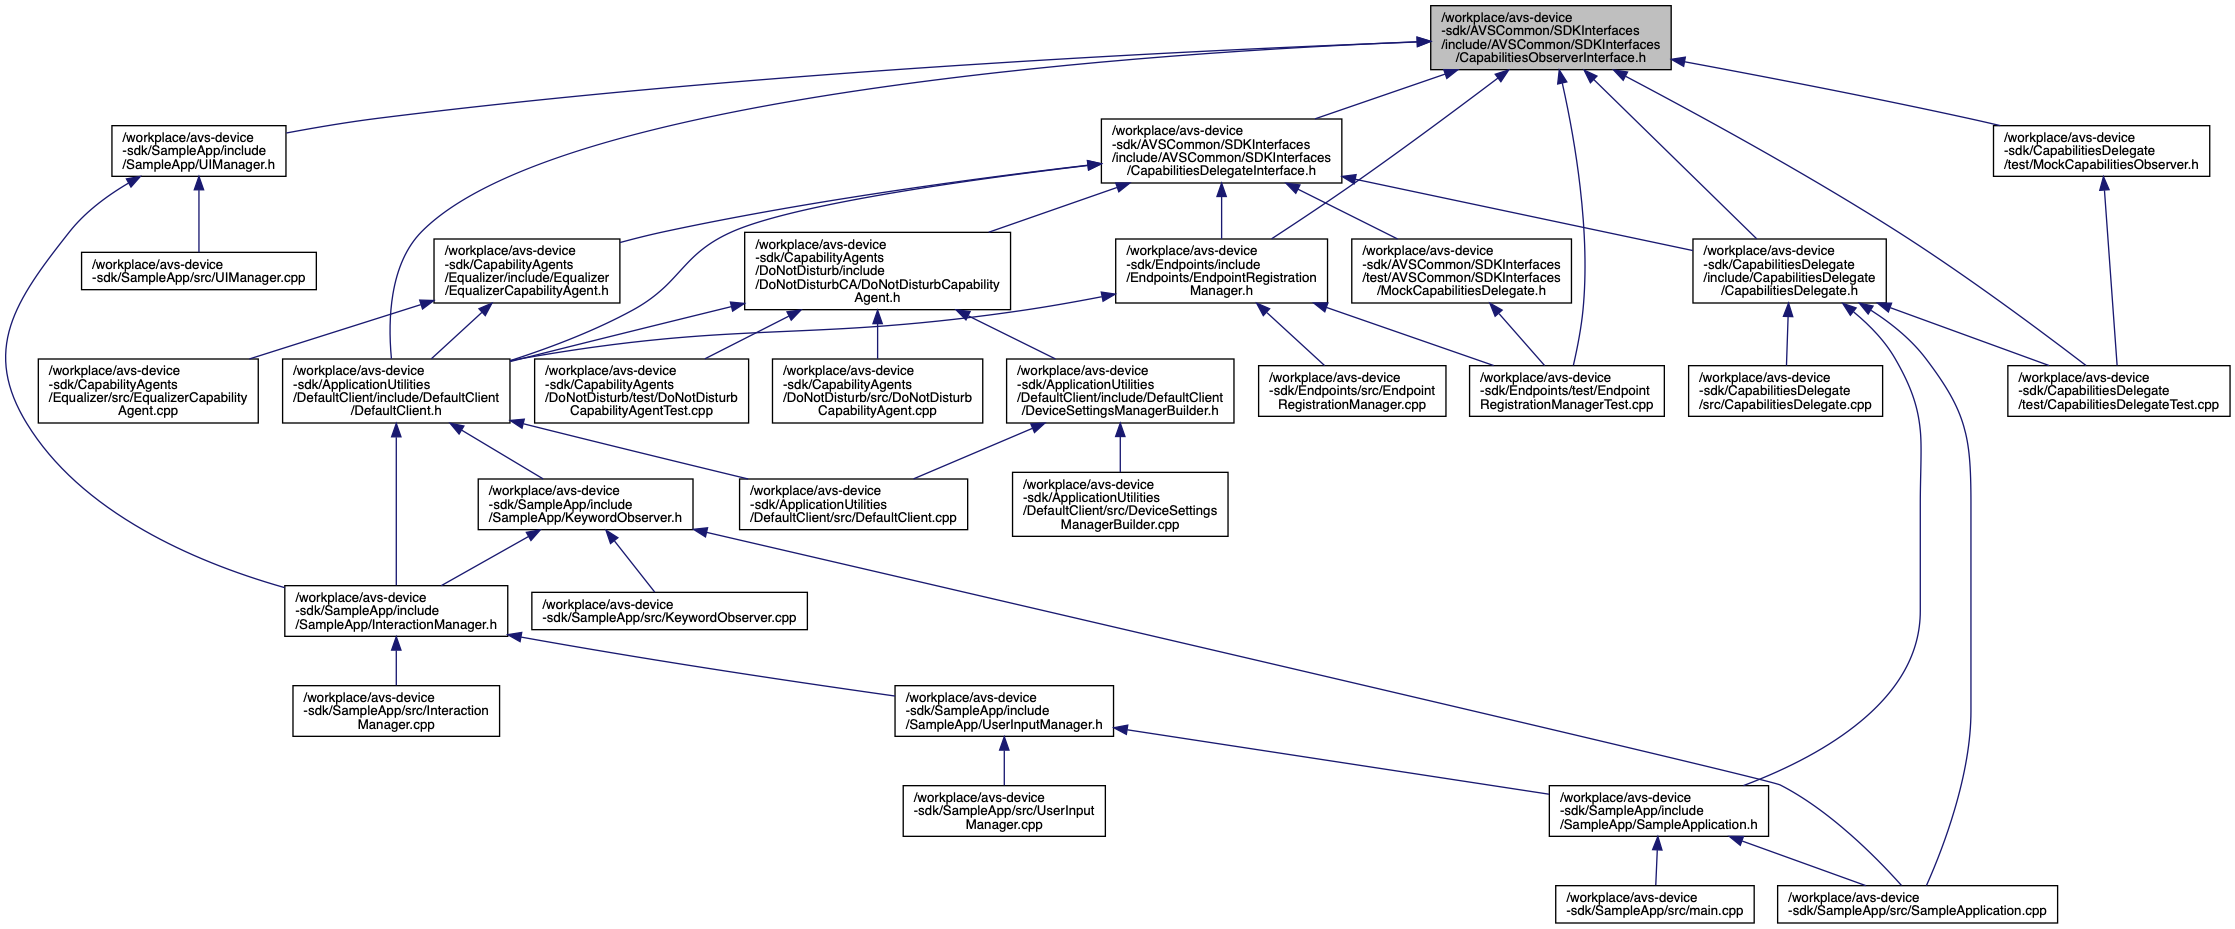 /workplace/avs-device
-sdk/AVSCommon/SDKInterfaces
/include/AVSCommon/SDKInterfaces
/CapabilitiesObserverInterface.h
/workplace/avs-device
-sdk/SampleApp/include
/SampleApp/UIManager.h
/workplace/avs-device
-sdk/AVSCommon/SDKInterfaces
/include/AVSCommon/SDKInterfaces
/CapabilitiesDelegateInterface.h
/workplace/avs-device
-sdk/CapabilitiesDelegate
/test/MockCapabilitiesObserver.h
/workplace/avs-device
-sdk/SampleApp/src/UIManager.cpp
/workplace/avs-device
-sdk/CapabilityAgents
/Equalizer/include/Equalizer
/EqualizerCapabilityAgent.h
/workplace/avs-device
-sdk/CapabilityAgents
/DoNotDisturb/include
/DoNotDisturbCA/DoNotDisturbCapability
Agent.h
/workplace/avs-device
-sdk/Endpoints/include
/Endpoints/EndpointRegistration
Manager.h
/workplace/avs-device
-sdk/AVSCommon/SDKInterfaces
/test/AVSCommon/SDKInterfaces
/MockCapabilitiesDelegate.h
/workplace/avs-device
-sdk/CapabilitiesDelegate
/include/CapabilitiesDelegate
/CapabilitiesDelegate.h
/workplace/avs-device
-sdk/CapabilityAgents
/Equalizer/src/EqualizerCapability
Agent.cpp
/workplace/avs-device
-sdk/ApplicationUtilities
/DefaultClient/include/DefaultClient
/DefaultClient.h
/workplace/avs-device
-sdk/CapabilityAgents
/DoNotDisturb/test/DoNotDisturb
CapabilityAgentTest.cpp
/workplace/avs-device
-sdk/CapabilityAgents
/DoNotDisturb/src/DoNotDisturb
CapabilityAgent.cpp
/workplace/avs-device
-sdk/ApplicationUtilities
/DefaultClient/include/DefaultClient
/DeviceSettingsManagerBuilder.h
/workplace/avs-device
-sdk/Endpoints/src/Endpoint
RegistrationManager.cpp
/workplace/avs-device
-sdk/Endpoints/test/Endpoint
RegistrationManagerTest.cpp
/workplace/avs-device
-sdk/CapabilitiesDelegate
/src/CapabilitiesDelegate.cpp
/workplace/avs-device
-sdk/CapabilitiesDelegate
/test/CapabilitiesDelegateTest.cpp
/workplace/avs-device
-sdk/SampleApp/include
/SampleApp/KeywordObserver.h
/workplace/avs-device
-sdk/ApplicationUtilities
/DefaultClient/src/DefaultClient.cpp
/workplace/avs-device
-sdk/ApplicationUtilities
/DefaultClient/src/DeviceSettings
ManagerBuilder.cpp
/workplace/avs-device
-sdk/SampleApp/include
/SampleApp/InteractionManager.h
/workplace/avs-device
-sdk/SampleApp/src/KeywordObserver.cpp
/workplace/avs-device
-sdk/SampleApp/src/Interaction
Manager.cpp
/workplace/avs-device
-sdk/SampleApp/include
/SampleApp/UserInputManager.h
/workplace/avs-device
-sdk/SampleApp/src/UserInput
Manager.cpp
/workplace/avs-device
-sdk/SampleApp/include
/SampleApp/SampleApplication.h
/workplace/avs-device
-sdk/SampleApp/src/main.cpp
/workplace/avs-device
-sdk/SampleApp/src/SampleApplication.cpp